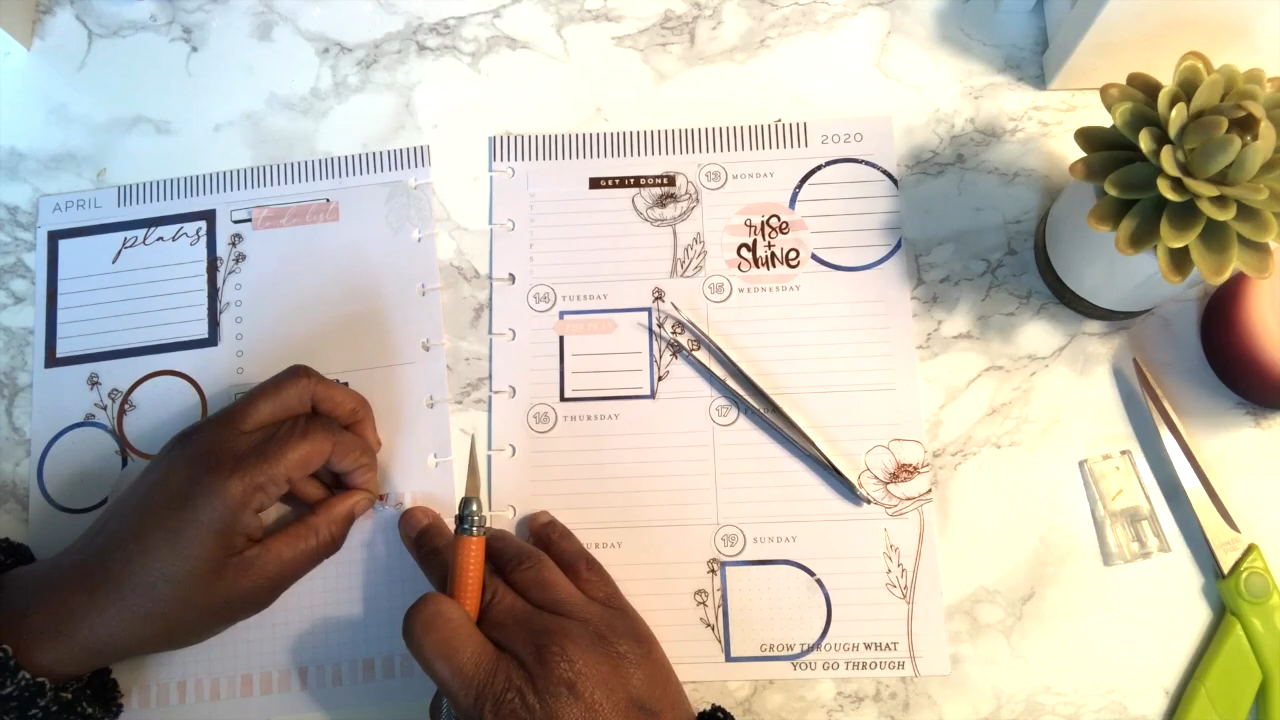 APRIL
plans
to do list
2020
GET IT DONE
13 MONDAY
rise
+
Shine
14 TUESDAY
15 WEDNESDAY
16 THURSDAY
17
19 SUNDAY
GROW THROUGH WHAT
YOU GO THROUGH